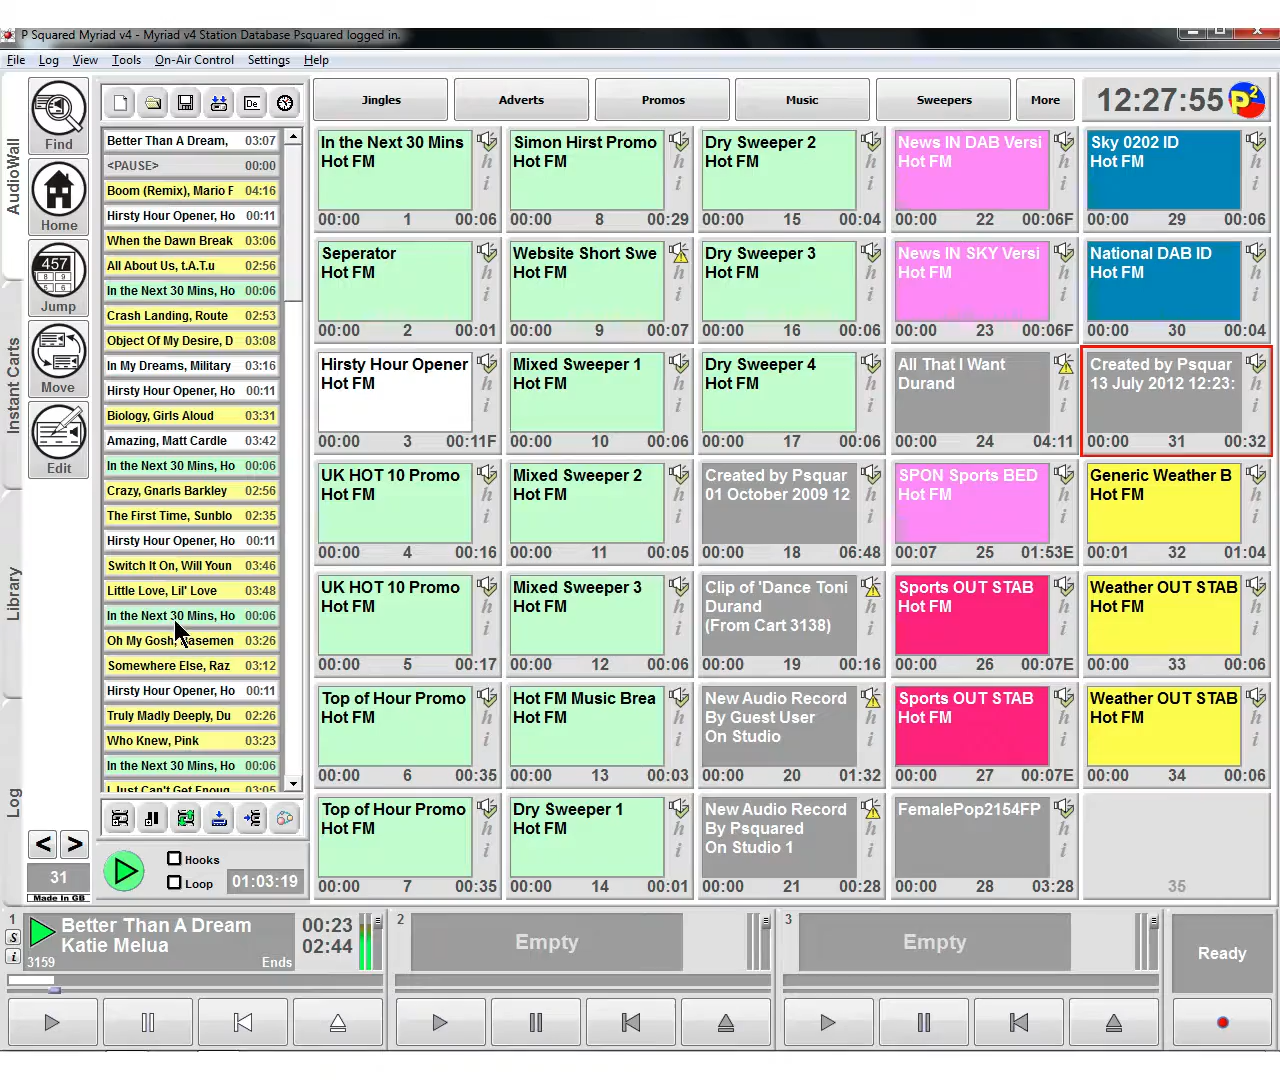 P Squared Myriad v4 - Myriad v4 Station Database Psquared logged in.
File Log View Tools On-Air Control Settings Help
AudioWall
Instant Carts
Library
Log
Find
Home
457
Jump
Move
Edit
< >
31
Made In GB
De
Better Than A Dream, 03:07
<PAUSE> 00:00
Boom (Remix), Mario F 04:16
Hirsty Hour Opener, Ho 00:11
When the Dawn Break 03:06
All About Us, t.A.T.u 02:56
In the Next 30 Mins, Ho 00:06
Crash Landing, Route 02:53
Object Of My Desire, D 03:08
In My Dreams, Military 03:16
Hirsty Hour Opener, Ho 00:11
Biology, Girls Aloud 03:31
Amazing, Matt Cardle 03:42
In the Next 30 Mins, Ho 00:06
Crazy, Gnarls Barkley 02:56
The First Time, Sunblo 02:35
Hirsty Hour Opener, Ho 00:11
Switch It On, Will Youn 03:46
Little Love, Lil' Love 03:48
In the Next 30 Mins, Ho 00:06
Oh My Gosh, Basemen 03:26
Somewhere Else, Raz 03:12
Hirsty Hour Opener, Ho 00:11
Truly Madly Deeply, Du 02:26
Who Knew, Pink 03:23
In the Next 30 Mins, Ho 00:06
I Just Can't Get Enoug 03:05
Hooks
Loop
01:03:19
Jingles Adverts Promos Music Sweepers More
12:27:55 P2
In the Next 30 Mins
Hot FM
00:00 1 00:06
Simon Hirst Promo
Hot FM
00:00 8 00:29
Dry Sweeper 2
Hot FM
00:00 15 00:04
News IN DAB Versi
Hot FM
00:00 22 00:06F
Sky 0202 ID
Hot FM
00:00 29 00:06
Seperator
Hot FM
00:00 2 00:01
Website Short Swe
Hot FM
00:00 9 00:07
Dry Sweeper 3
Hot FM
00:00 16 00:06
News IN SKY Versi
Hot FM
00:00 23 00:06F
National DAB ID
Hot FM
00:00 30 00:04
Hirsty Hour Opener
Hot FM
00:00 3 00:11F
Mixed Sweeper 1
Hot FM
00:00 10 00:06
Dry Sweeper 4
Hot FM
00:00 17 00:06
All That I Want
Durand
00:00 24 04:11
Created by Psquar
13 July 2012 12:23:
00:00 31 00:32
UK HOT 10 Promo
Hot FM
00:00 4 00:16
Mixed Sweeper 2
Hot FM
00:00 11 00:05
Created by Psquar
01 October 2009 12
00:00 18 06:48
SPON Sports BED
Hot FM
00:07 25 01:53E
Generic Weather B
Hot FM
00:01 32 01:04
UK HOT 10 Promo
Hot FM
00:00 5 00:17
Mixed Sweeper 3
Hot FM
00:00 12 00:06
Clip of 'Dance Toni
Durand
(From Cart 3138)
00:00 19 00:16
Sports OUT STAB
Hot FM
00:00 26 00:07E
Weather OUT STAB
Hot FM
00:00 33 00:06
Top of Hour Promo
Hot FM
00:00 6 00:35
Hot FM Music Brea
Hot FM
00:00 13 00:03
New Audio Record
By Guest User
On Studio
00:00 20 01:32
Sports OUT STAB
Hot FM
00:00 27 00:07E
Weather OUT STAB
Hot FM
00:00 34 00:06
Top of Hour Promo
Hot FM
00:00 7 00:35
Dry Sweeper 1
Hot FM
00:00 14 00:01
New Audio Record
By Psquared
On Studio 1
00:00 21 00:28
FemalePop2154FP
00:00 28 03:28
35
1
S
i
Better Than A Dream 00:23
Katie Melua 02:44
3159 Ends
2
Empty
3
Empty
Ready